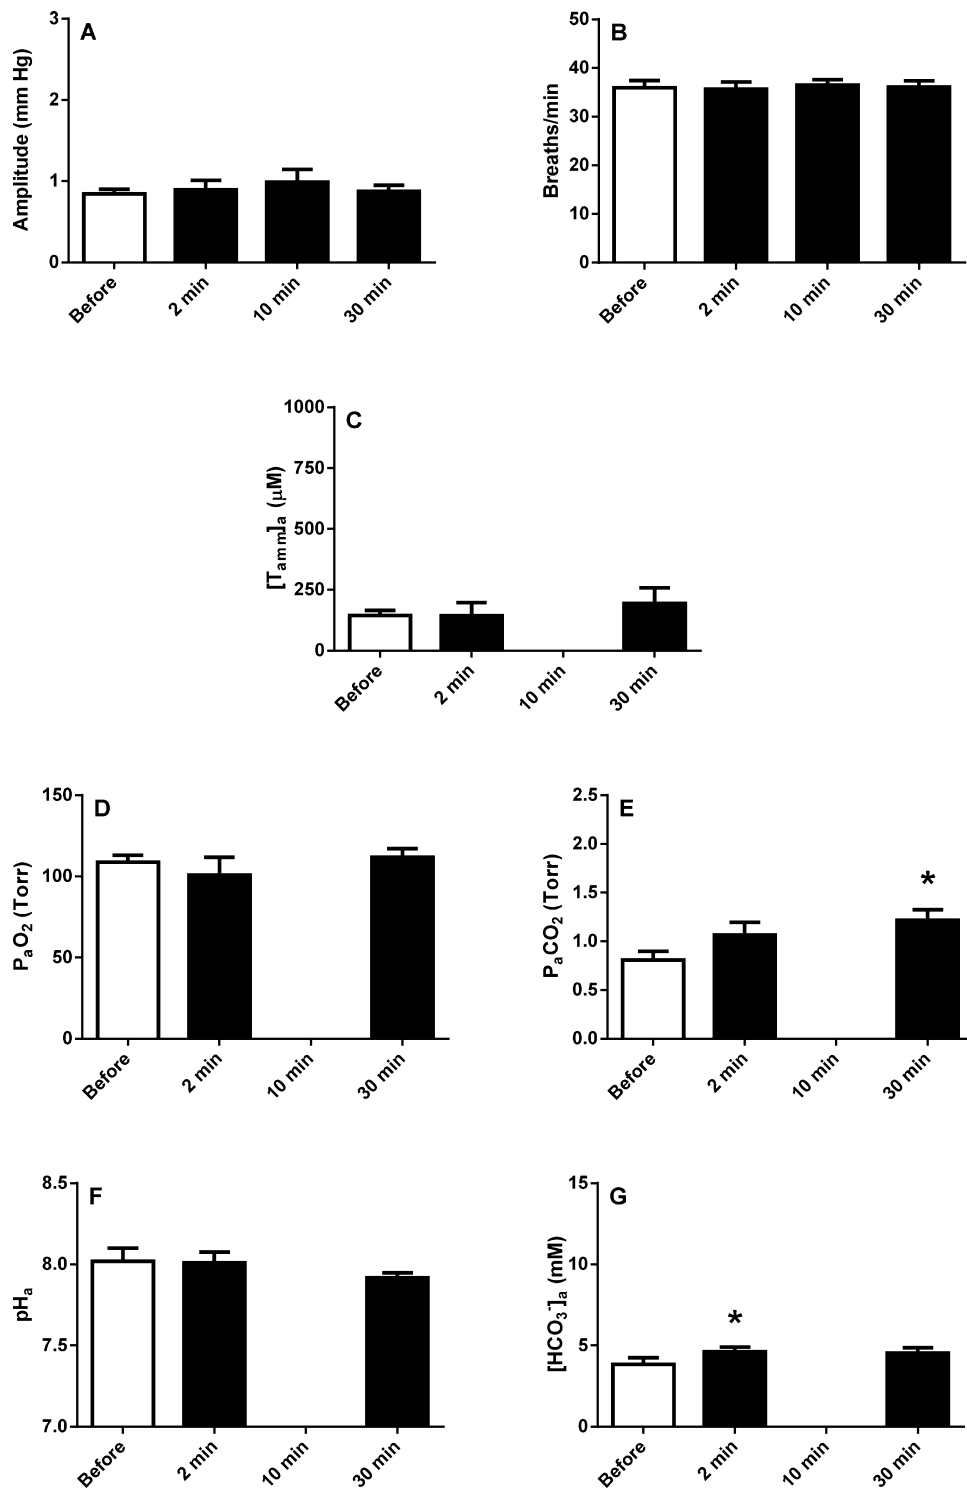 A
Amplitude (mm Hg)
3
2
1
0
Before
2 min
10 min
30 min
B
Breaths/min
50
40
30
20
10
0
Before
2 min
10 min
30 min
C
[Tamm]a (μM)
1000
750
500
250
0
Before
2 min
10 min
30 min
D
PaO2 (Torr)
150
100
50
0
Before
2 min
10 min
30 min
E
PaCO2 (Torr)
2.5
2.0
1.5
1.0
0.5
0.0
*
Before
2 min
10 min
30 min
F
pHa
8.5
8.0
7.5
7.0
Before
2 min
10 min
30 min
G
[HCO3-]a (mM)
15
10
5
0
*
Before
2 min
10 min
30 min